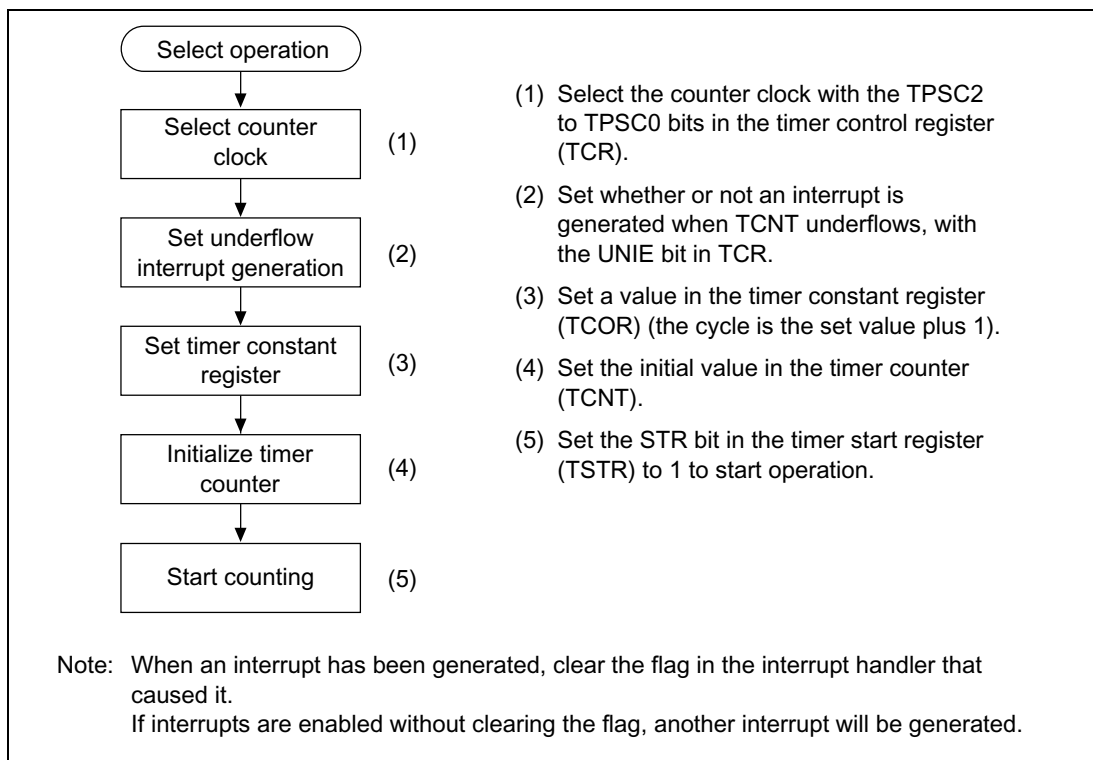 Select operation
Select counter
clock
(1)
Set underflow
interrupt generation
(2)
Set timer constant
register
(3)
Initialize timer
counter
(4)
Start counting
(5)
(1) Select the counter clock with the TPSC2
to TPSC0 bits in the timer control register
(TCR).
(2) Set whether or not an interrupt is
generated when TCNT underflows, with
the UNIE bit in TCR.
(3) Set a value in the timer constant register
(TCOR) (the cycle is the set value plus 1).
(4) Set the initial value in the timer counter
(TCNT).
(5) Set the STR bit in the timer start register
(TSTR) to 1 to start operation.
Note: When an interrupt has been generated, clear the flag in the interrupt handler that
caused it.
If interrupts are enabled without clearing the flag, another interrupt will be generated.